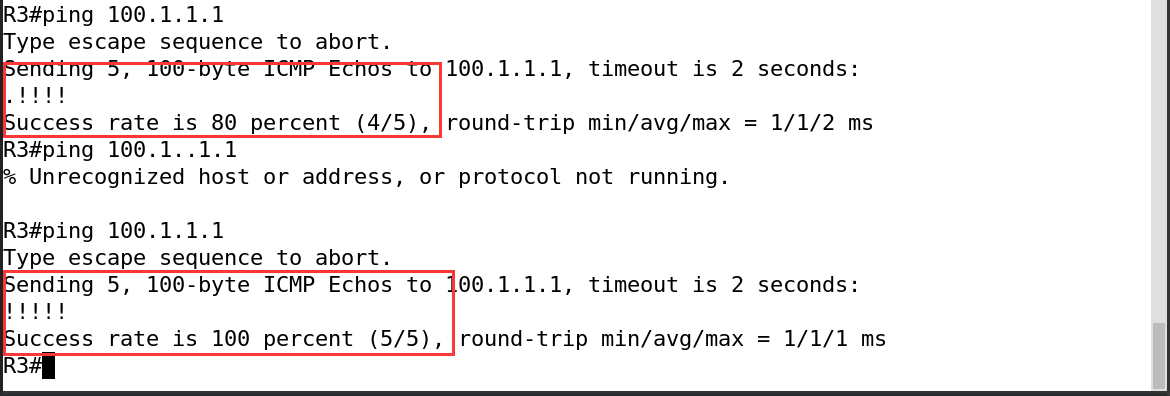 R3#ping 100.1.1.1
Type escape sequence to abort.
Sending 5, 100-byte ICMP Echos to 100.1.1.1, timeout is 2 seconds:
.!!!!
Success rate is 80 percent (4/5), round-trip min/avg/max = 1/1/2 ms
R3#ping 100.1..1.1
% Unrecognized host or address, or protocol not running.

R3#ping 100.1.1.1
Type escape sequence to abort.
Sending 5, 100-byte ICMP Echos to 100.1.1.1, timeout is 2 seconds:
!!!!!
Success rate is 100 percent (5/5), round-trip min/avg/max = 1/1/1 ms
R3#